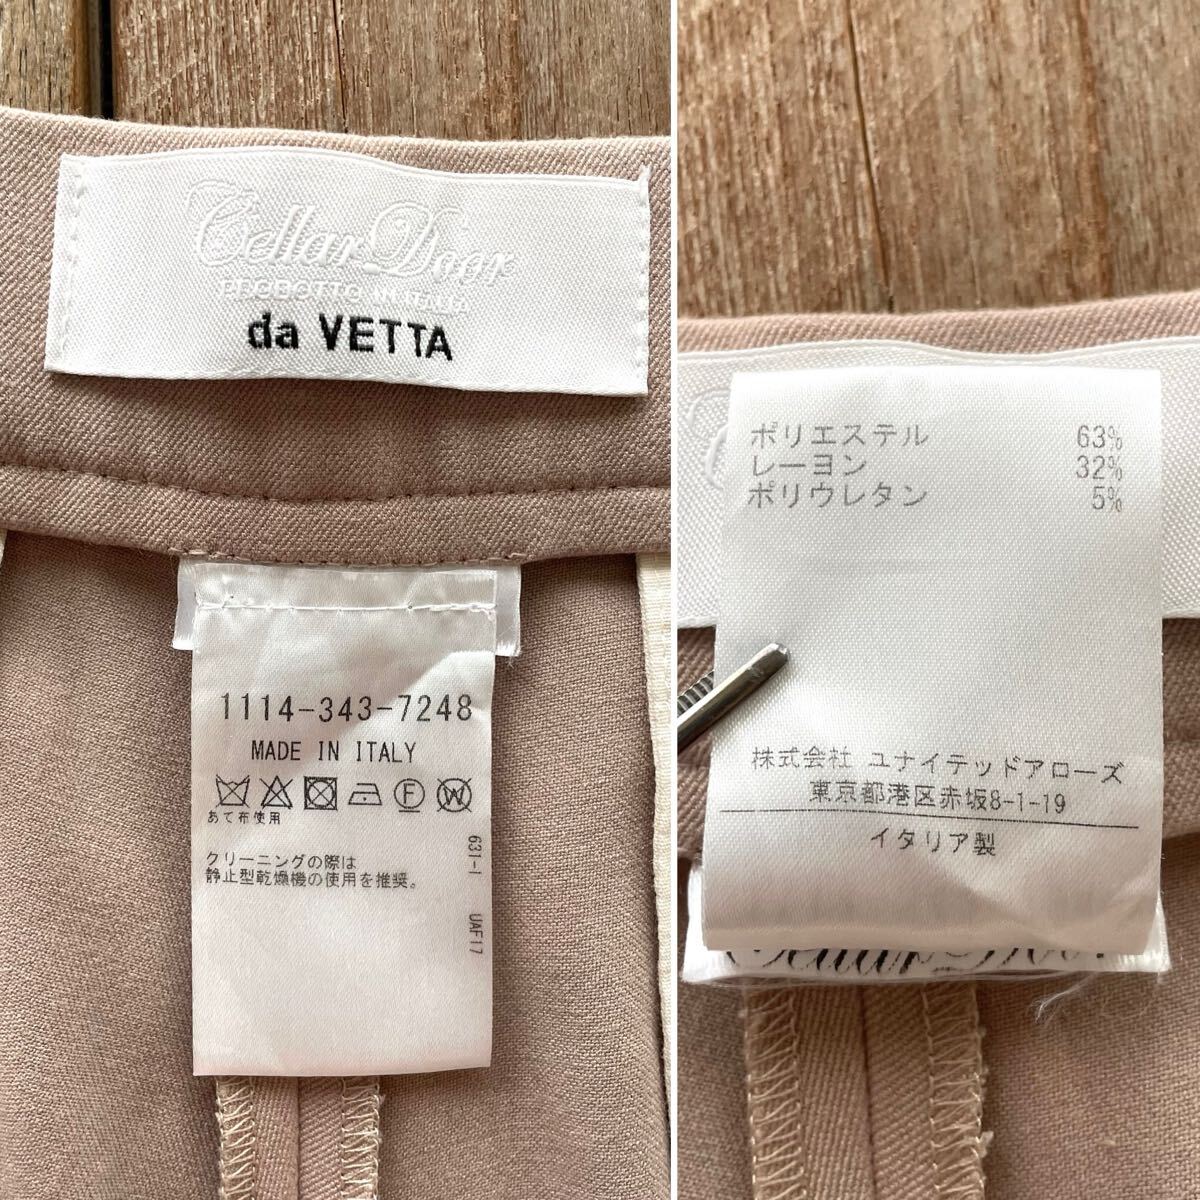 Cellar Door
PRODOTTO IN ITALIA
da VETTA
1114-343-7248
MADE IN ITALY
F
W
あて布使用
クリーニングの際は
静止型乾燥機の使用を推奨。
631-1
UAF17
ポリエステル 63%
レーヨン 32%
ポリウレタン 5%
株式会社 ユナイテッドアローズ
東京都港区赤坂8-1-19
イタリア製